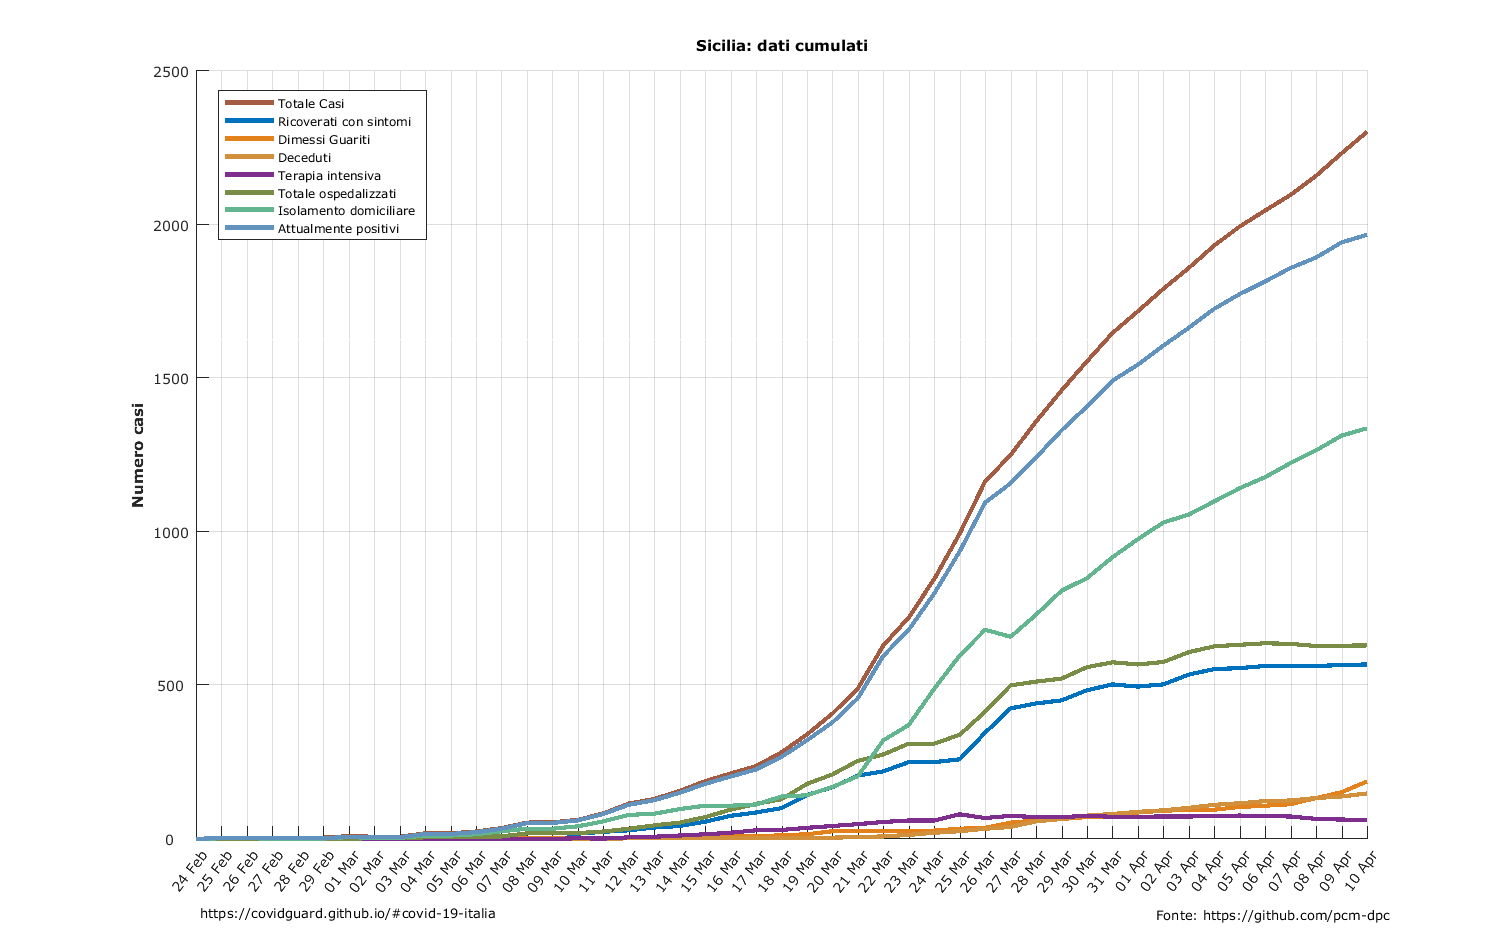 Sicilia: dati cumulati
2500
2000
1500
1000
500
0
Numero casi
Totale Casi
Ricoverati con sintomi
Dimessi Guariti
Deceduti
Terapia intensiva
Totale ospedalizzati
Isolamento domiciliare
Attualmente positivi
24 Feb
25 Feb
26 Feb
27 Feb
28 Feb
29 Feb
01 Mar
02 Mar
03 Mar
04 Mar
05 Mar
06 Mar
07 Mar
08 Mar
09 Mar
10 Mar
11 Mar
12 Mar
13 Mar
14 Mar
15 Mar
16 Mar
17 Mar
18 Mar
19 Mar
20 Mar
21 Mar
22 Mar
23 Mar
24 Mar
25 Mar
26 Mar
27 Mar
28 Mar
29 Mar
30 Mar
31 Mar
01 Apr
02 Apr
03 Apr
04 Apr
05 Apr
06 Apr
07 Apr
08 Apr
09 Apr
10 Apr
https://covidguard.github.io/#covid-19-italia
Fonte: https://github.com/pcm-dpc